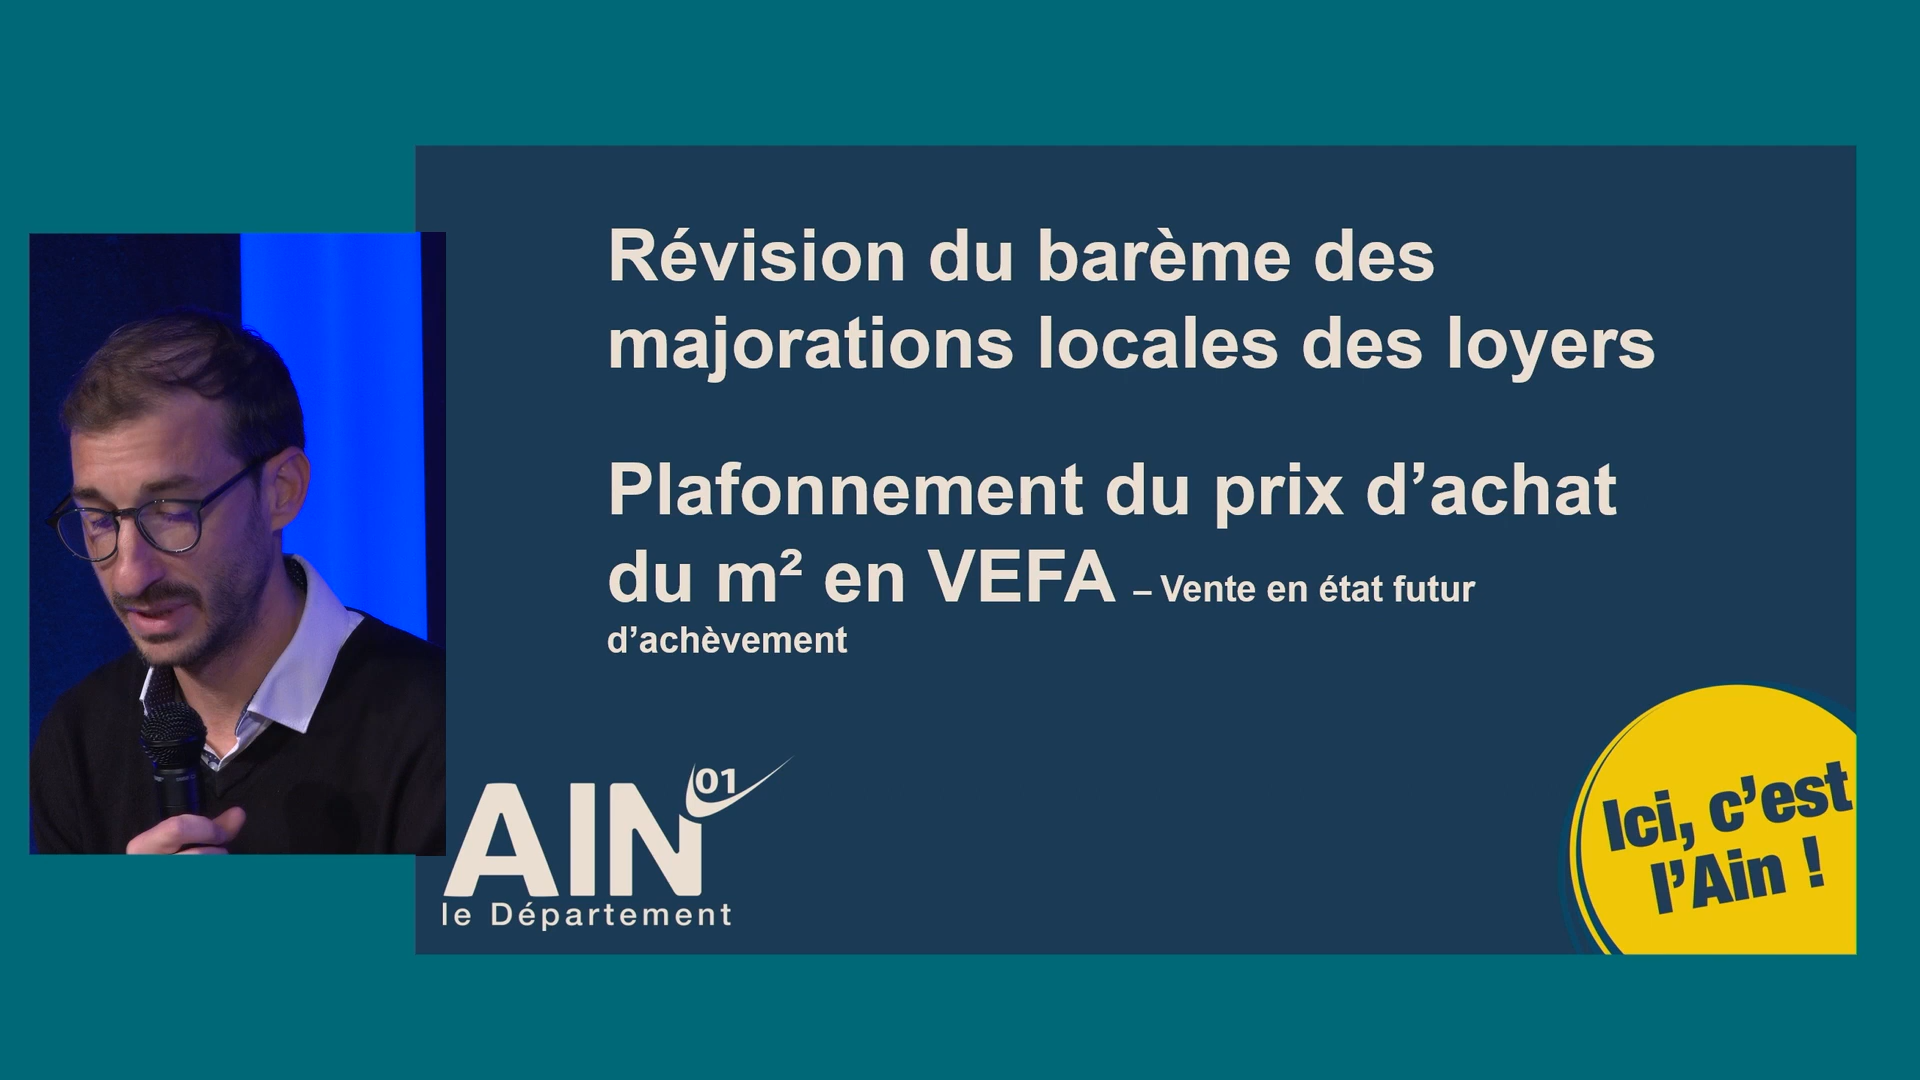 Révision du barème des
majorations locales des loyers
Plafonnement du prix d’achat
du m² en VEFA – Vente en état futur
d’achèvement
AIN 01
le Département
Ici, c’est
l’Ain !